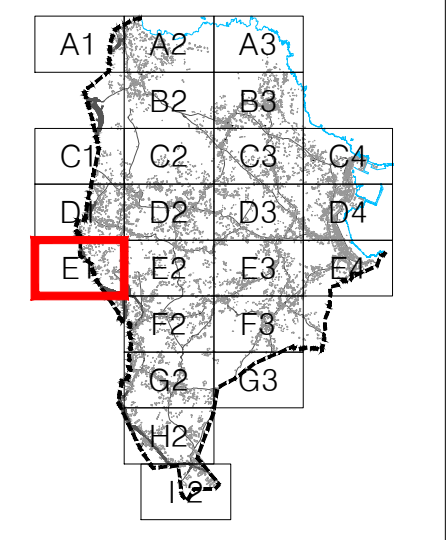 A1 A2 A3
B2 B3
C1 C2 C3 C4
D1 D2 D3 D4
E1 E2 E3 E4
F2 F3
G2 G3
H2
I2